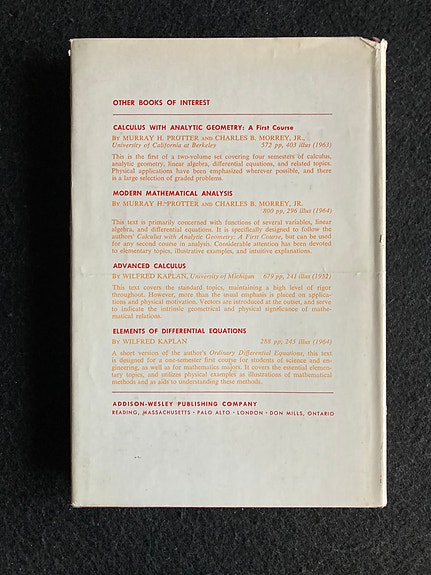 OTHER BOOKS OF INTEREST
CALCULUS WITH ANALYTIC GEOMETRY: A First Course
BY MURRAY H. PROTTER AND CHARLES B. MORREY, JR.,
University of California at Berkeley 572 pp, 403 illus (1963)
This is the first of a two-volume set covering four semesters of calculus,
analytic geometry, linear algebra, differential equations, and related topics.
Physical applications have been emphasized wherever possible, and there
is a large selection of graded problems.
MODERN MATHEMATICAL ANALYSIS
BY MURRAY H. PROTTER AND CHARLES B. MORREY, JR.
800 pp, 296 illus (1964)
This text is primarily concerned with functions of several variables, linear
algebra, and differential equations. It is specifically designed to follow the
authors' Calculus with Analytic Geometry: A First Course, but can be used
for any second course in analysis. Considerable attention has been devoted
to elementary topics, illustrative examples, and intuitive explanations.
ADVANCED CALCULUS
BY WILFRED KAPLAN, University of Michigan 679 pp, 241 illus (1952)
This text covers the standard topics, maintaining a high level of rigor
throughout. However, more than the usual emphasis is placed on applica-
tions and physical motivation. Vectors are introduced at the outset, and serve
to indicate the intrinsic geometrical and physical significance of mathe-
matical relations.
ELEMENTS OF DIFFERENTIAL EQUATIONS
BY WILFRED KAPLAN 288 pp, 245 illus (1964)
A short version of the author's Ordinary Differential Equations, this text
is designed for a one-semester first course for students of science and en-
gineering, as well as for mathematics majors. It covers the essential elemen-
tary topics, and utilizes physical examples as illustrations of mathematical
methods and as aids to understanding these methods.
ADDISON-WESLEY PUBLISHING COMPANY
READING, MASSACHUSETTS • PALO ALTO • LONDON • DON MILLS, ONTARIO